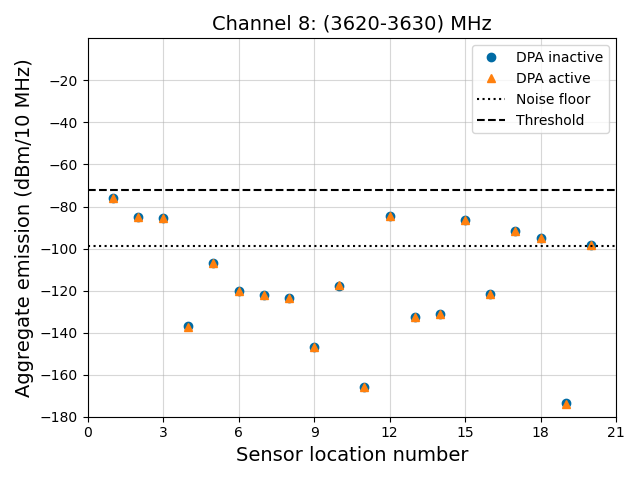 Channel 8: (3620-3630) MHz
Aggregate emission (dBm/10 MHz)
−20
−40
−60
−80
−100
−120
−140
−160
−180
DPA inactive
DPA active
Noise floor
Threshold
0 3 6 9 12 15 18 21
Sensor location number